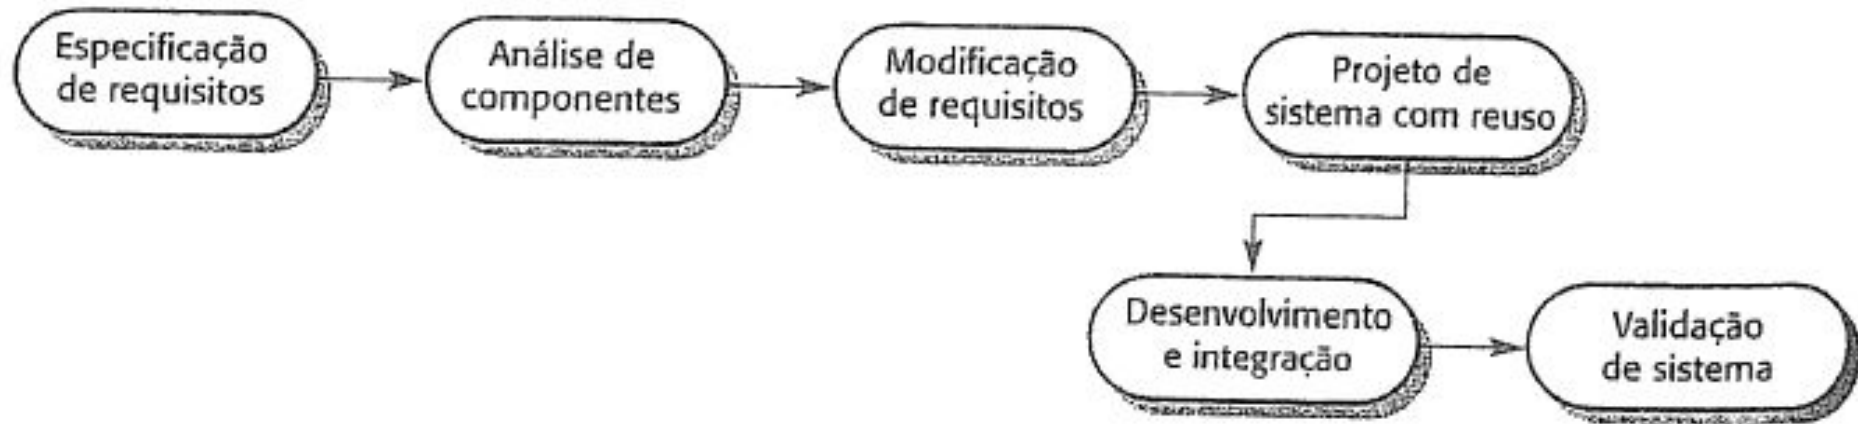 Especificação
de requisitos
Análise de
componentes
Modificação
de requisitos
Projeto de
sistema com reuso
Desenvolvimento
e integração
Validação
de sistema